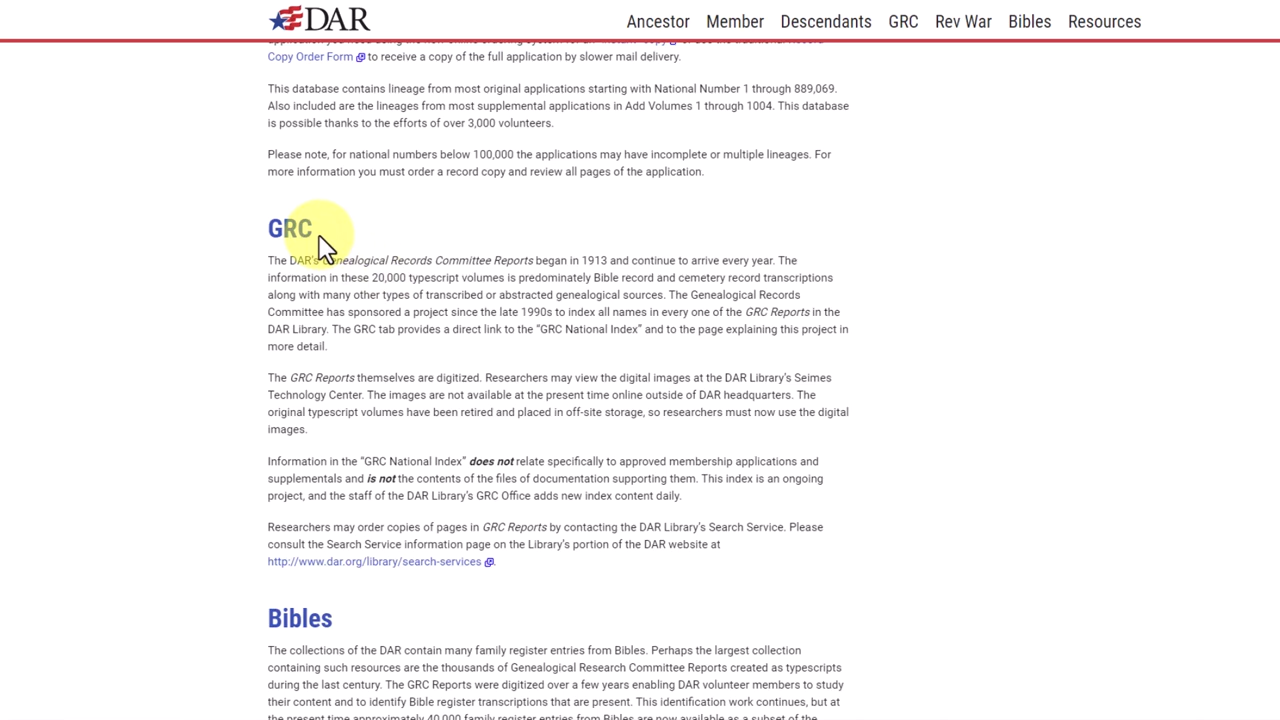 DAR
Ancestor Member Descendants GRC Rev War Bibles Resources
Copy Order Form to receive a copy of the full application by slower mail delivery.
This database contains lineage from most original applications starting with National Number 1 through 889,069.
Also included are the lineages from most supplemental applications in Add Volumes 1 through 1004. This database
is possible thanks to the efforts of over 3,000 volunteers.
Please note, for national numbers below 100,000 the applications may have incomplete or multiple lineages. For
more information you must order a record copy and review all pages of the application.
GRC
The DAR's Genealogical Records Committee Reports began in 1913 and continue to arrive every year. The
information in these 20,000 typescript volumes is predominately Bible record and cemetery record transcriptions
along with many other types of transcribed or abstracted genealogical sources. The Genealogical Records
Committee has sponsored a project since the late 1990s to index all names in every one of the GRC Reports in the
DAR Library. The GRC tab provides a direct link to the “GRC National Index” and to the page explaining this project in
more detail.
The GRC Reports themselves are digitized. Researchers may view the digital images at the DAR Library's Seimes
Technology Center. The images are not available at the present time online outside of DAR headquarters. The
original typescript volumes have been retired and placed in off-site storage, so researchers must now use the digital
images.
Information in the “GRC National Index” does not relate specifically to approved membership applications and
supplementals and is not the contents of the files of documentation supporting them. This index is an ongoing
project, and the staff of the DAR Library's GRC Office adds new index content daily.
Researchers may order copies of pages in GRC Reports by contacting the DAR Library's Search Service. Please
consult the Search Service information page on the Library's portion of the DAR website at
http://www.dar.org/library/search-services.
Bibles
The collections of the DAR contain many family register entries from Bibles. Perhaps the largest collection
containing such resources are the thousands of Genealogical Research Committee Reports created as typescripts
during the last century. The GRC Reports were digitized over a few years enabling DAR volunteer members to study
their content and to identify Bible register transcriptions that are present. This identification work continues, but at
the present time approximately 40,000 family register entries from Bibles are now available as a subset of the